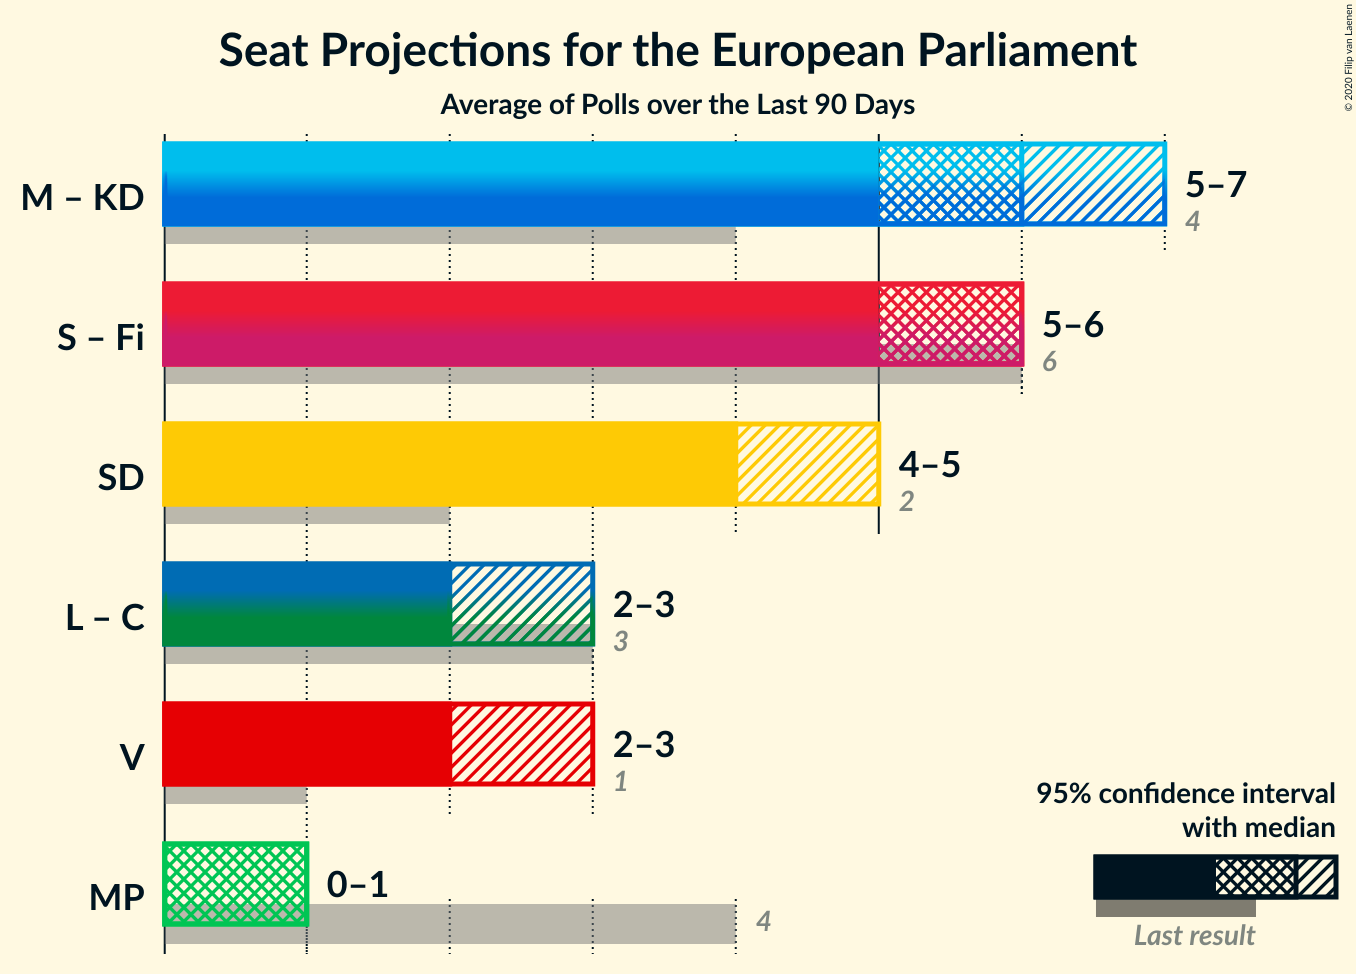 Seat Projections for the European Parliament
Average of Polls over the Last 90 Days
© 2020 Filip van Laenen
M – KD
5–7
4
S – Fi
5–6
6
SD
4–5
2
L – C
2–3
3
V
2–3
1
MP
0–1
4
95% confidence interval
with median
Last result